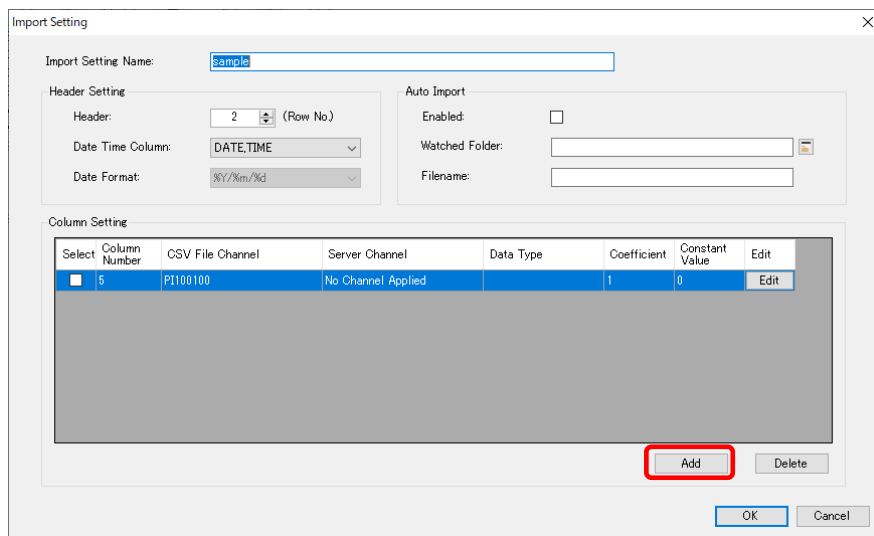 Import Setting
Import Setting Name: sample
Header Setting
Header: 2 (Row No.)
Date Time Column: DATE,TIME
Date Format: %Y/%m/%d
Auto Import
Enabled:
Watched Folder:
Filename:
Column Setting
Select Column Number CSV File Channel Server Channel Data Type Coefficient Constant Value Edit
5 PI100100 No Channel Applied 1 0 Edit
Add Delete
OK Cancel